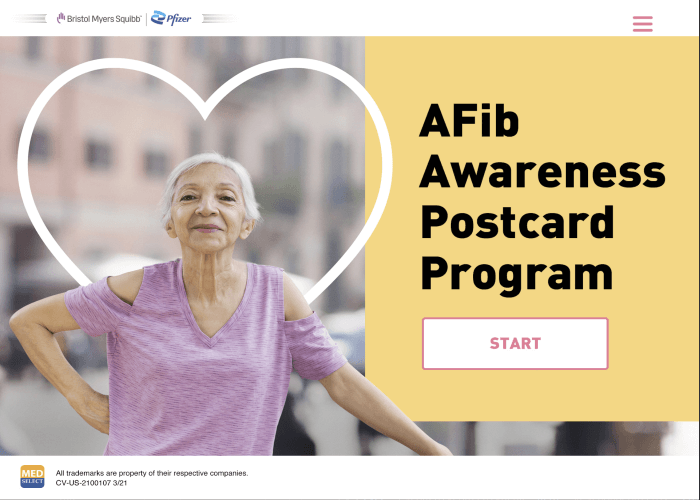 Bristol Myers Squibb™ | Pfizer
AFib
Awareness
Postcard
Program
START
MED
SELECT
All trademarks are property of their respective companies.
CV-US-2100107 3/21